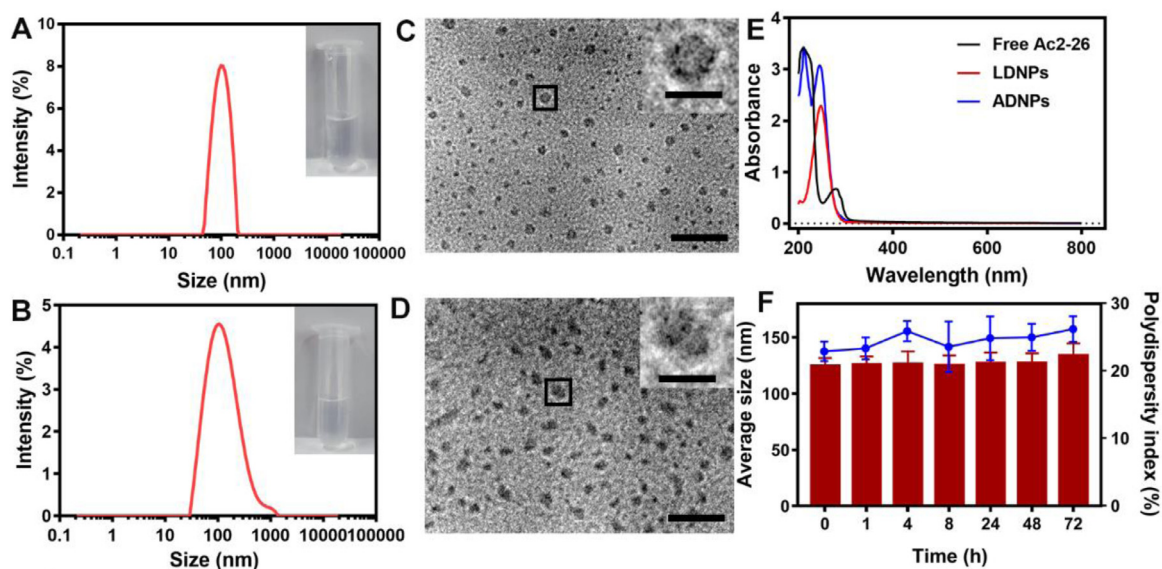 A
Intensity (%)
10
8
6
4
2
0
0.1 1 10 100 1000 10000 100000
Size (nm)
B
Intensity (%)
5
4
3
2
1
0
0.1 1 10 100 1000 10000 100000
Size (nm)
C
D
E
Absorbance
4
3
2
1
0
Free Ac2-26
LDNPs
ADNPs
200 400 600 800
Wavelength (nm)
F
Average size (nm)
150
100
50
0
30
20
10
0
Polydispersity index (%)
0 1 4 8 24 48 72
Time (h)